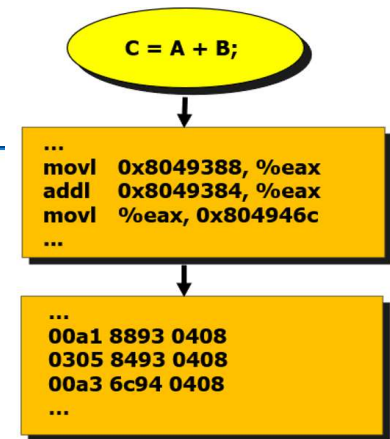 C = A + B;
...
movl 0x8049388, %eax
addl 0x8049384, %eax
movl %eax, 0x804946c
...
...
00a1 8893 0408
0305 8493 0408
00a3 6c94 0408
...